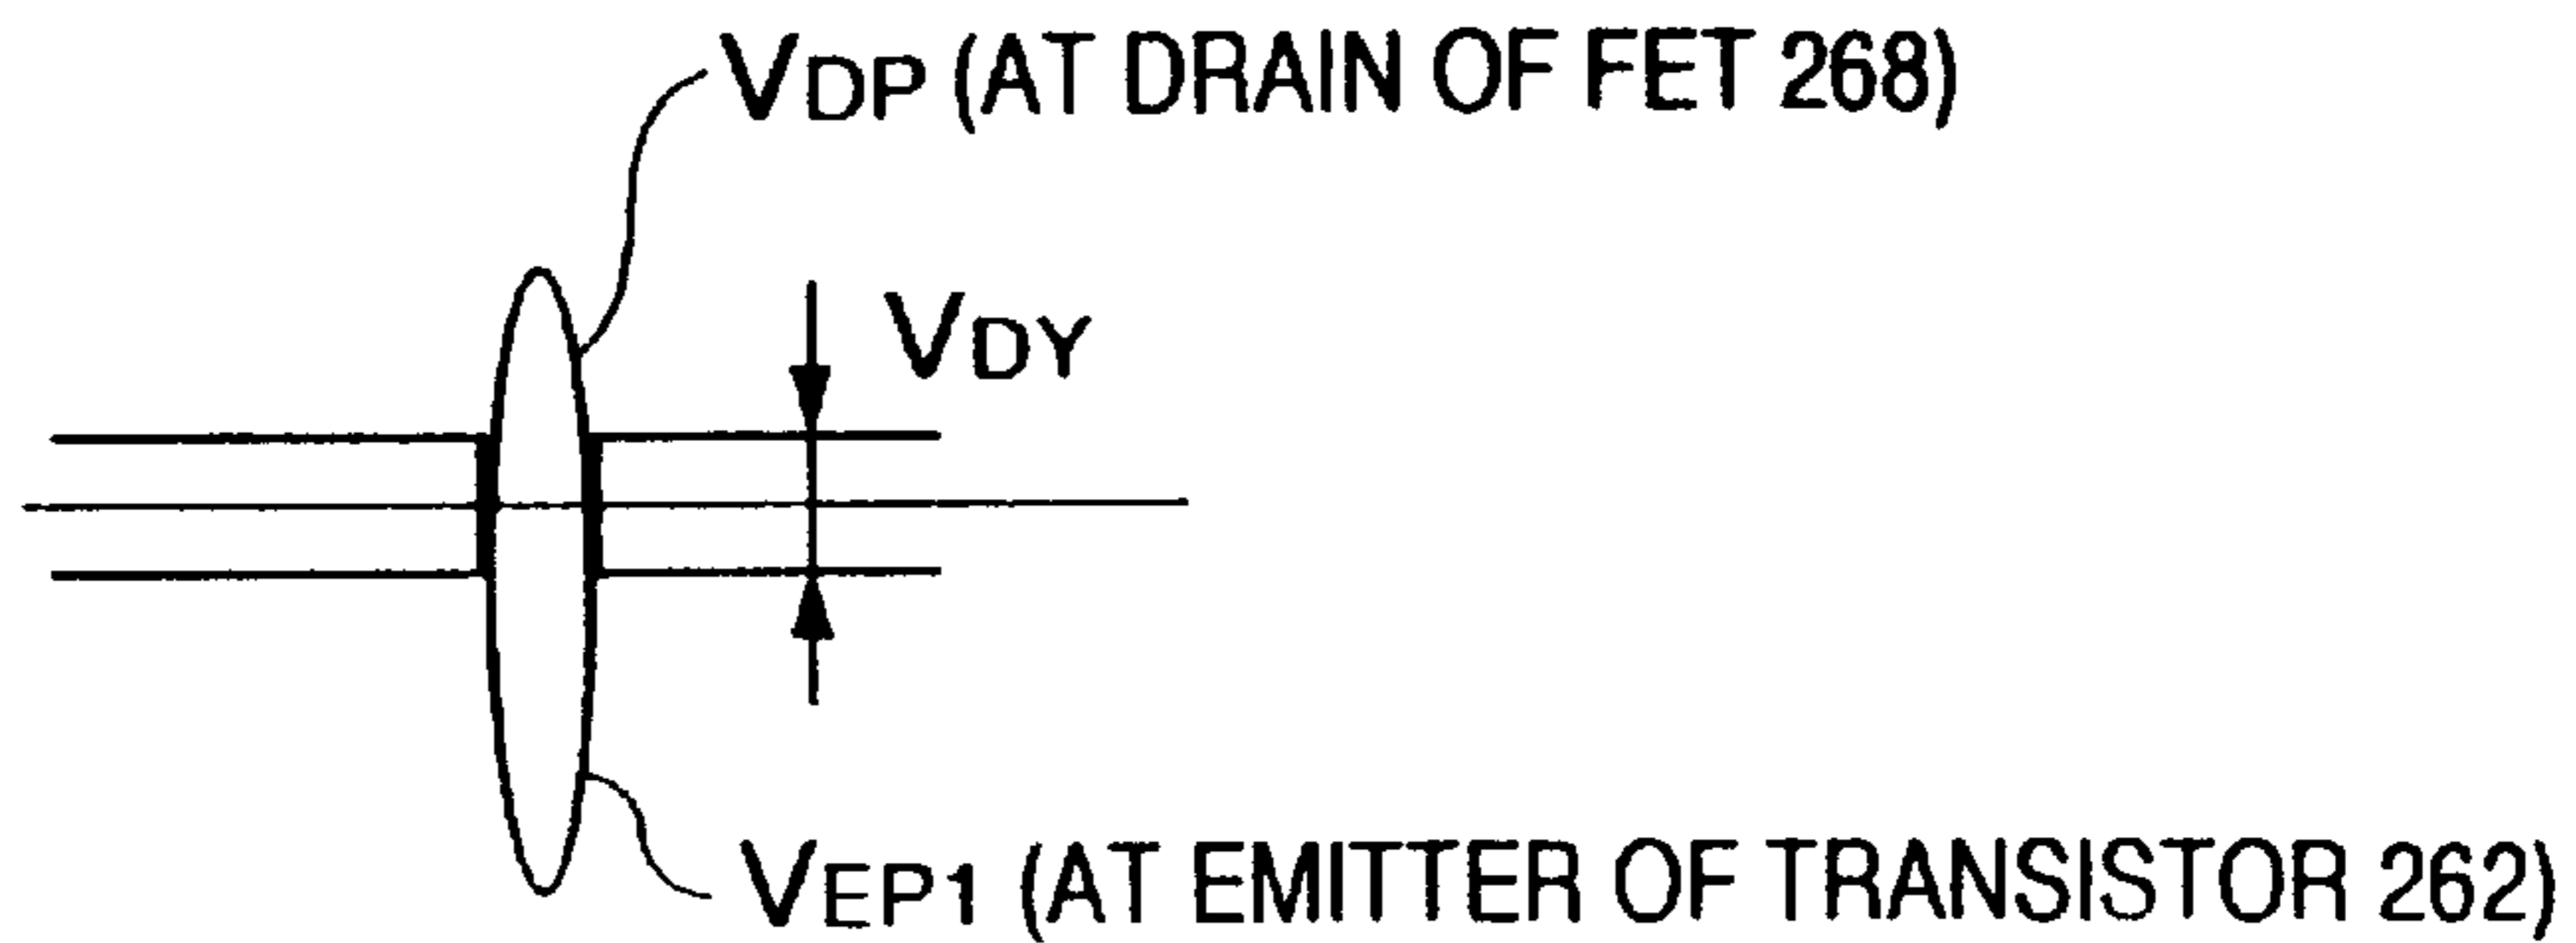 VDP (AT DRAIN OF FET 268)
VDY
VEP1 (AT EMITTER OF TRANSISTOR 262)